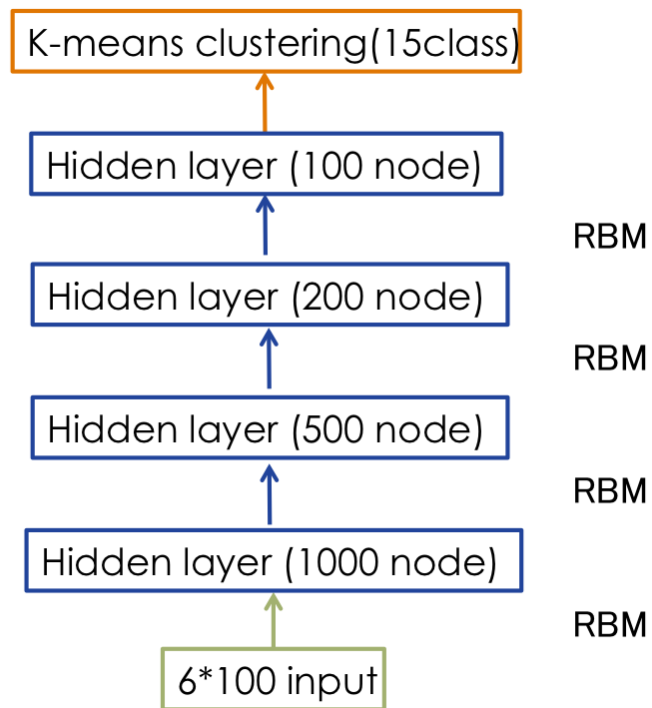 K-means clustering(15class)
Hidden layer (100 node)
RBM
Hidden layer (200 node)
RBM
Hidden layer (500 node)
RBM
Hidden layer (1000 node)
RBM
6*100 input